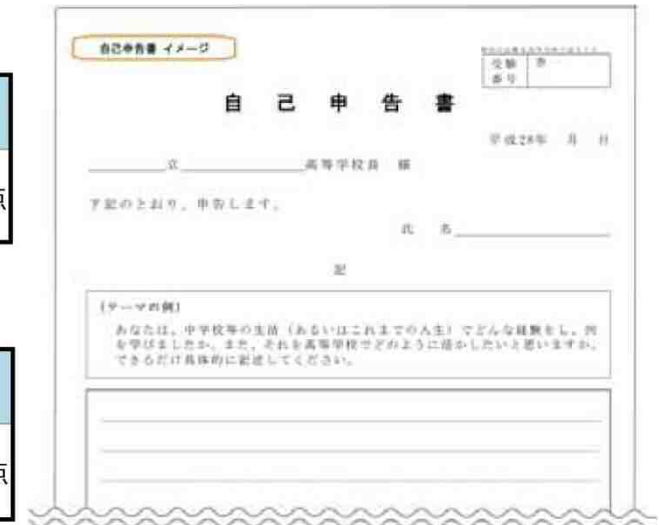 自己申告書 イメージ
受験
番号
自己申告書
平成28年 月 日
立 高等学校長 様
下記のとおり、申告します。
氏 名
記
(テーマの例)
あなたは、中学校等の生活(あるいはこれまでの人生)でどんな経験をし、何
を学びましたか。また、それを高等学校でどのように活かしたいと思いますか。
できるだけ具体的に記述してください。
点
点